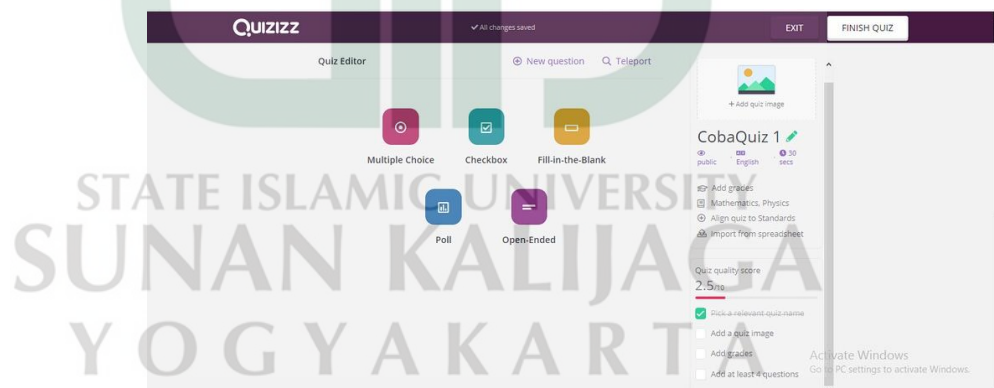 Quizizz
All changes saved
EXIT
FINISH QUIZ
Quiz Editor
New question
Teleport
Multiple Choice
Checkbox
Fill-in-the-Blank
Poll
Open-Ended
+ Add quiz image
CobaQuiz 1
public English 30 secs
Add grades
Mathematics, Physics
Align quiz to Standards
Import from spreadsheet
Quiz quality score
2.5/10
Pick a relevant quiz name
Add a quiz image
Add grades
Add at least 4 questions
Activate Windows
Go to PC settings to activate Windows.
STATE ISLAMIC UNIVERSITY
SUNAN KALIJAGA
YOGYAKARTA